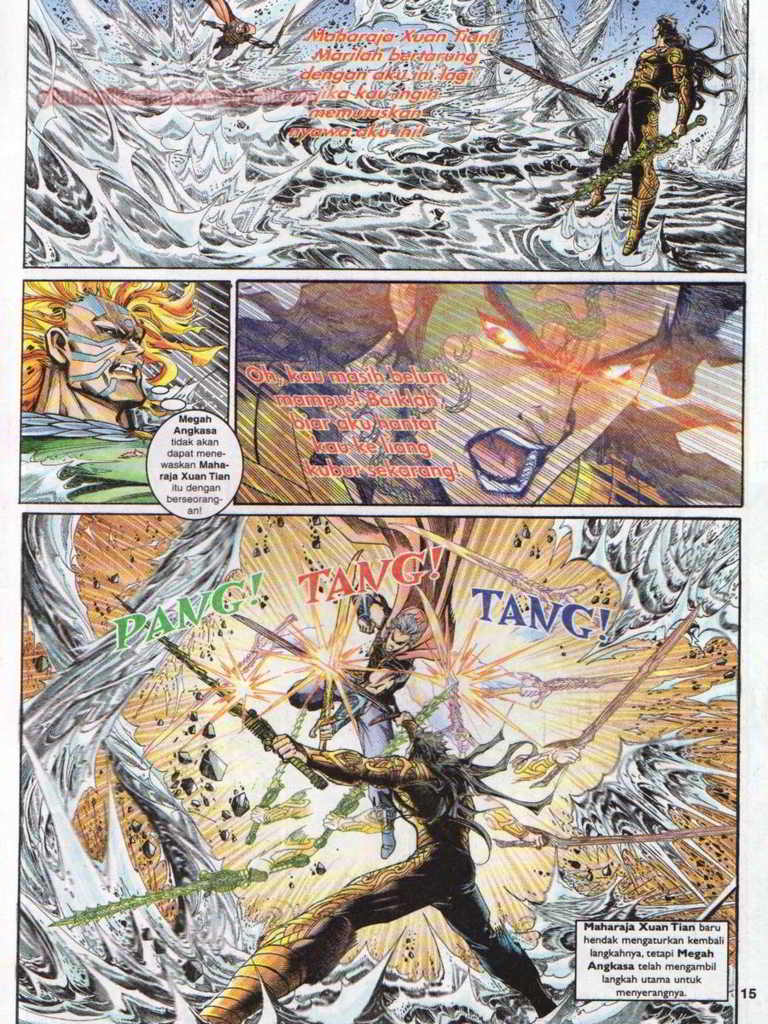 Maharaja Xuan Tian!
Marilah bertarung
dengan aku ini lagi
jika kau ingin
memutuskan
nyawa aku ini!
Megah
Angkasa
tidak akan
dapat mene-
waskan Maha-
raja Xuan Tian
itu dengan
berseorang-
an!
Oh, kau masih belum
mampus! Baiklah,
biar aku hantar
kau ke liang
kubur sekarang!
PANG!
TANG!
TANG!
Maharaja Xuan Tian baru
hendak mengaturkan kembali
langkahnya, tetapi Megah
Angkasa telah mengambil
langkah utama untuk
menyerangnya.
15